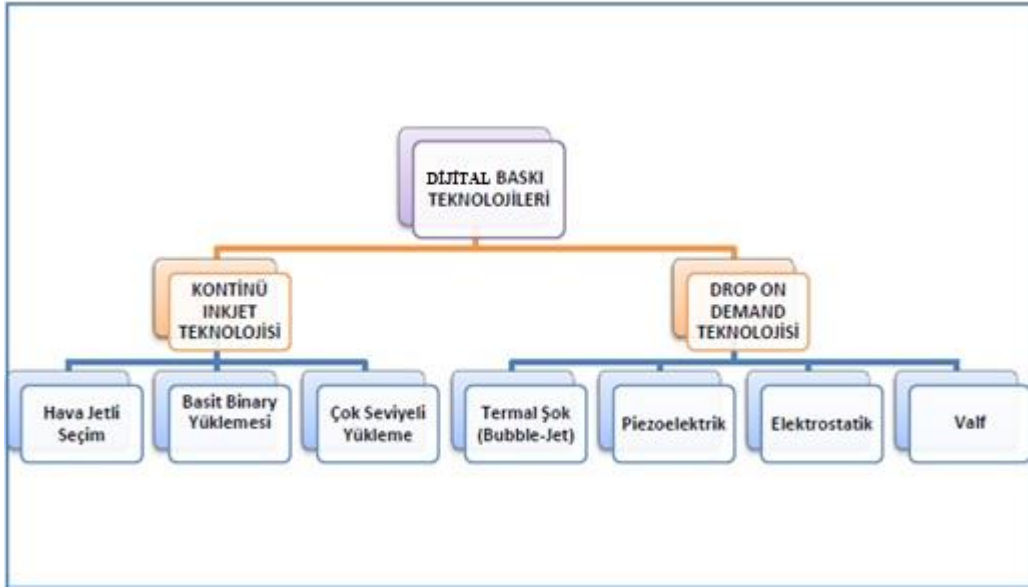 DİJİTAL BASKI
TEKNOLOJİLERİ
KONTİNÜ
INKJET
TEKNOLOJİSİ
DROP ON
DEMAND
TEKNOLOJİSİ
Hava Jetli
Seçim
Basit Binary
Yüklemesi
Çok Seviyeli
Yükleme
Termal Şok
(Bubble-Jet)
Piezoelektrik
Elektrostatik
Valf